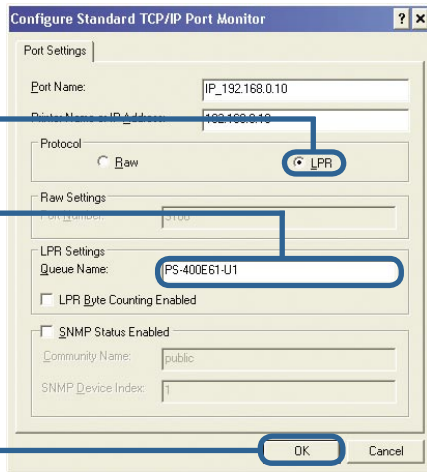 Configure Standard TCP/IP Port Monitor ? ×
Port Settings
Port Name: IP_192.168.0.10
Printer Name or IP Address: 192.168.0.10
Protocol
Raw LPR
Raw Settings
Port Number: 9100
LPR Settings
Queue Name: PS-400E61-U1
LPR Byte Counting Enabled
SNMP Status Enabled
Community Name: public
SNMP Device Index: 1
OK Cancel